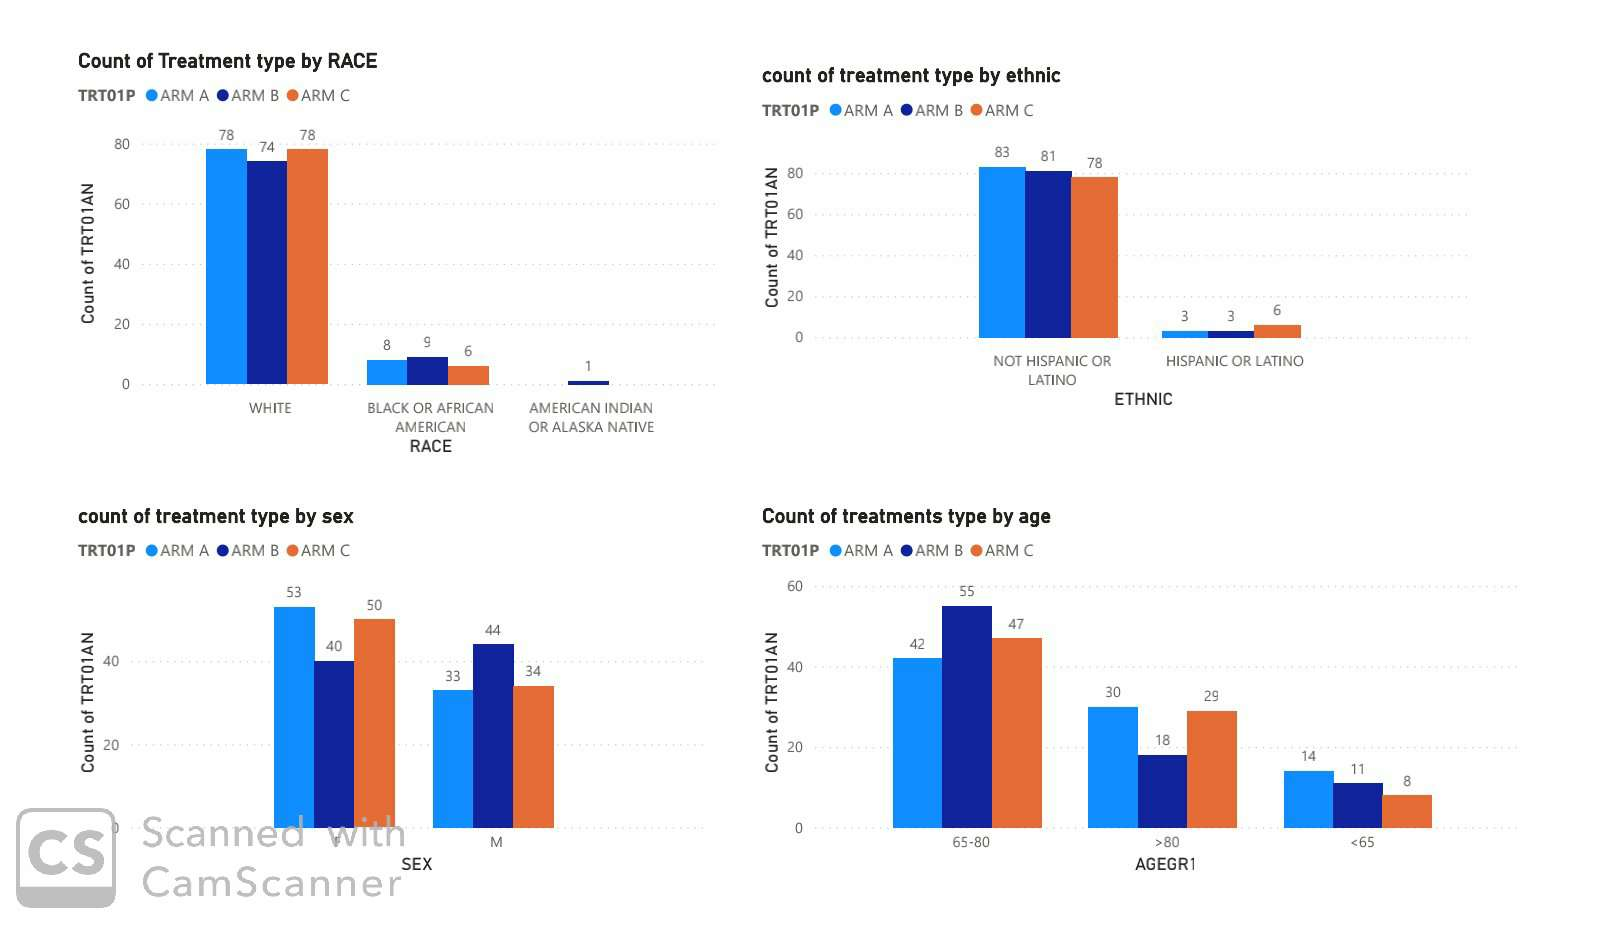 Count of Treatment type by RACE
TRT01P ARM A ARM B ARM C
Count of TRT01AN
80
60
40
20
0
78
74
78
8
9
6
1
WHITE
BLACK OR AFRICAN
AMERICAN
AMERICAN INDIAN
OR ALASKA NATIVE
RACE
count of treatment type by ethnic
TRT01P ARM A ARM B ARM C
Count of TRT01AN
80
60
40
20
0
83
81
78
3
3
6
NOT HISPANIC OR
LATINO
HISPANIC OR LATINO
ETHNIC
count of treatment type by sex
TRT01P ARM A ARM B ARM C
Count of TRT01AN
40
20
0
53
40
50
33
44
34
F
M
SEX
Count of treatments type by age
TRT01P ARM A ARM B ARM C
Count of TRT01AN
60
40
20
0
42
55
47
30
18
29
14
11
8
65-80
>80
<65
AGEGR1
CS
Scanned with
CamScanner